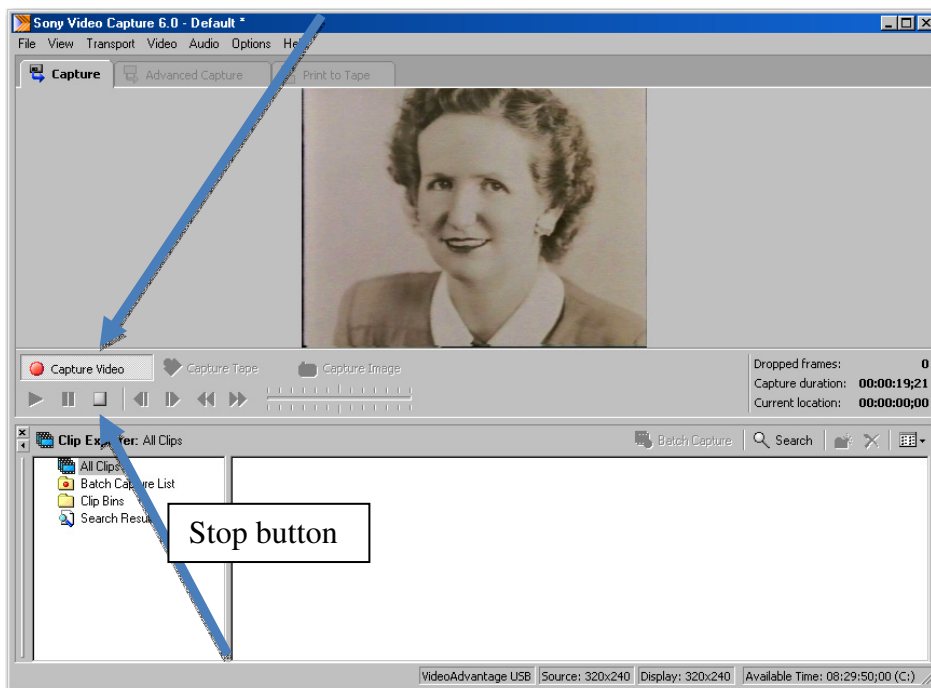 Sony Video Capture 6.0 - Default *
File View Transport Video Audio Options
Capture Advanced Capture Print to Tape
Capture Video Capture Tape Capture Image
Dropped frames: 0
Capture duration: 00:00:19;21
Current location: 00:00:00;00
Clip Explorer: All Clips
Batch Capture Search
All Clips
Batch Capture List
Clip Bins
Search
Stop button
VideoAdvantage USB Source: 320x240 Display: 320x240 Available Time: 08:29:50;00 (C:)